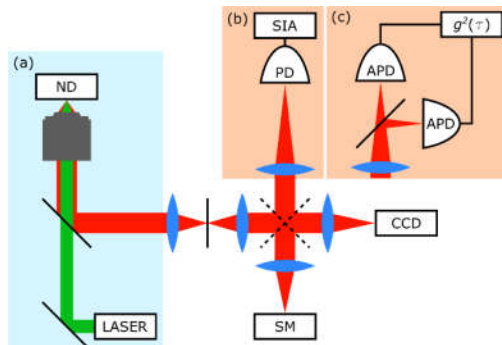 (a)
ND
LASER
(b)
SIA
PD
(c)
g²(τ)
APD
APD
CCD
SM